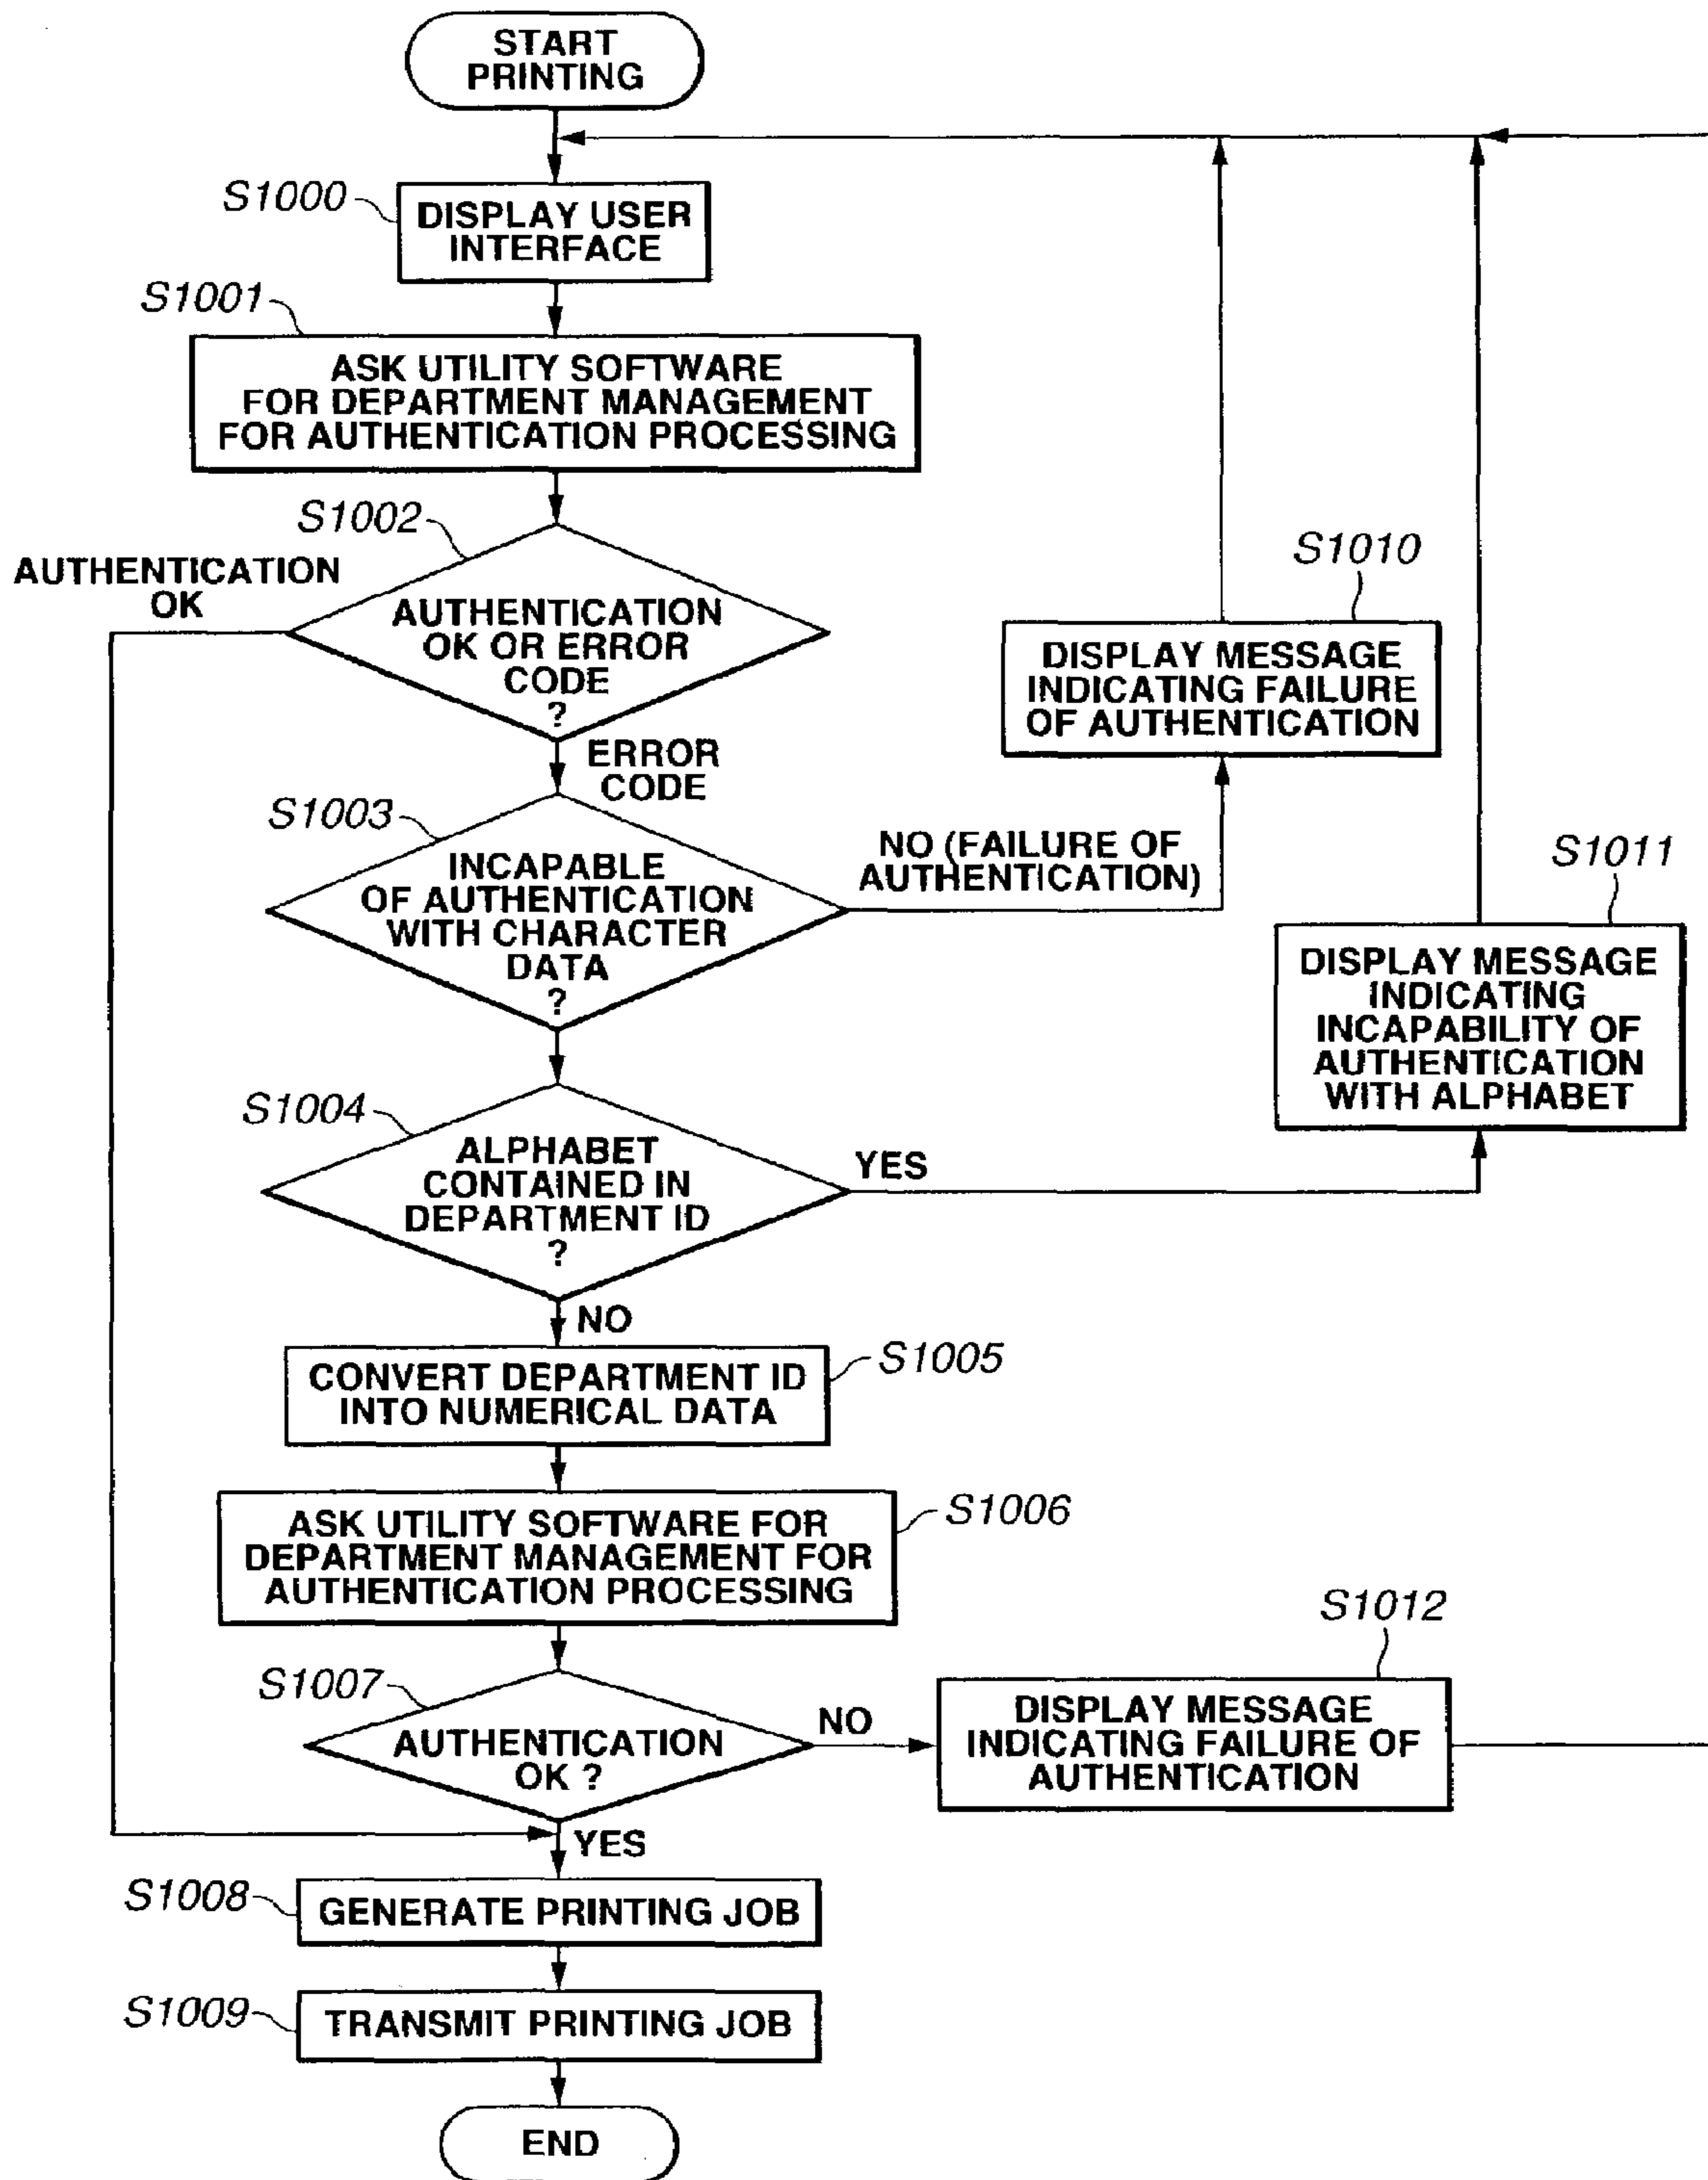 START
PRINTING
S1000
DISPLAY USER
INTERFACE
S1001
ASK UTILITY SOFTWARE
FOR DEPARTMENT MANAGEMENT
FOR AUTHENTICATION PROCESSING
S1002
AUTHENTICATION
OK
AUTHENTICATION
OK OR ERROR
CODE
?
ERROR
CODE
S1010
DISPLAY MESSAGE
INDICATING FAILURE
OF AUTHENTICATION
S1003
INCAPABLE
OF AUTHENTICATION
WITH CHARACTER
DATA
?
NO (FAILURE OF
AUTHENTICATION)
S1011
DISPLAY MESSAGE
INDICATING
INCAPABILITY OF
AUTHENTICATION
WITH ALPHABET
S1004
ALPHABET
CONTAINED IN
DEPARTMENT ID
?
YES
NO
S1005
CONVERT DEPARTMENT ID
INTO NUMERICAL DATA
S1006
ASK UTILITY SOFTWARE FOR
DEPARTMENT MANAGEMENT FOR
AUTHENTICATION PROCESSING
S1007
AUTHENTICATION
OK ?
NO
S1012
DISPLAY MESSAGE
INDICATING FAILURE OF
AUTHENTICATION
YES
S1008
GENERATE PRINTING JOB
S1009
TRANSMIT PRINTING JOB
END